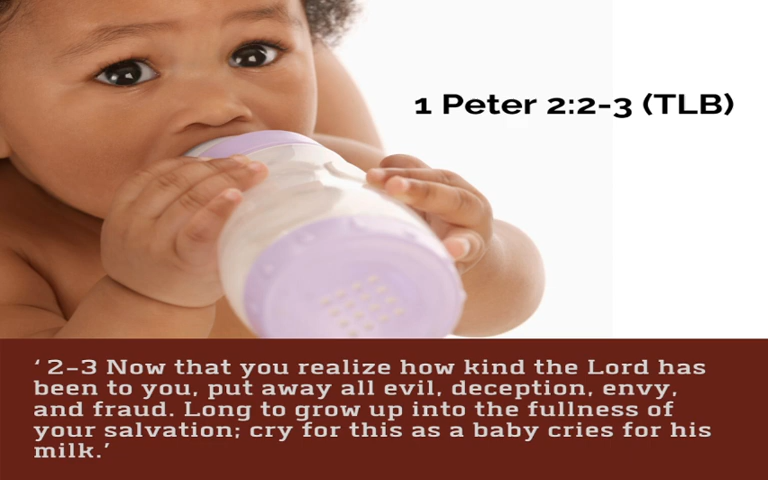 1 Peter 2:2-3 (TLB)
‘ 2-3 Now that you realize how kind the Lord has
been to you, put away all evil, deception, envy,
and fraud. Long to grow up into the fullness of
your salvation; cry for this as a baby cries for his
milk.’